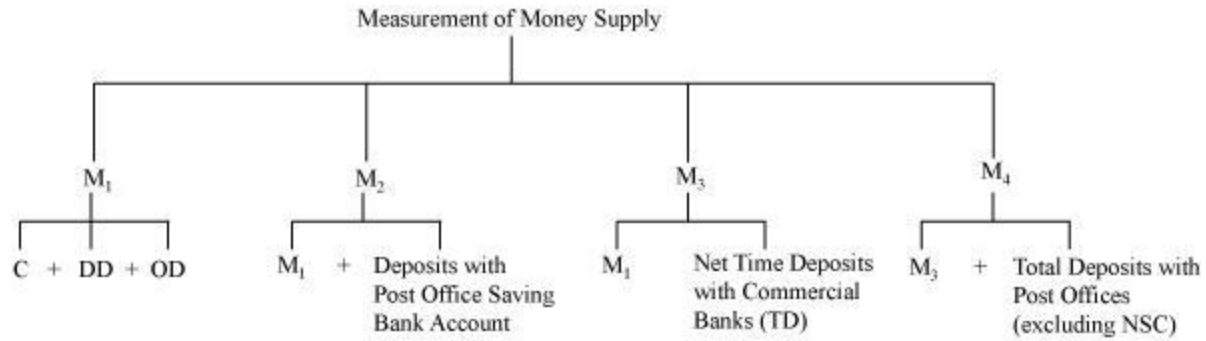 Measurement of Money Supply
M₁
M₂
M₃
M₄
C + DD + OD
M₁ + Deposits with
Post Office Saving
Bank Account
M₁ Net Time Deposits
with Commercial
Banks (TD)
M₃ + Total Deposits with
Post Offices
(excluding NSC)